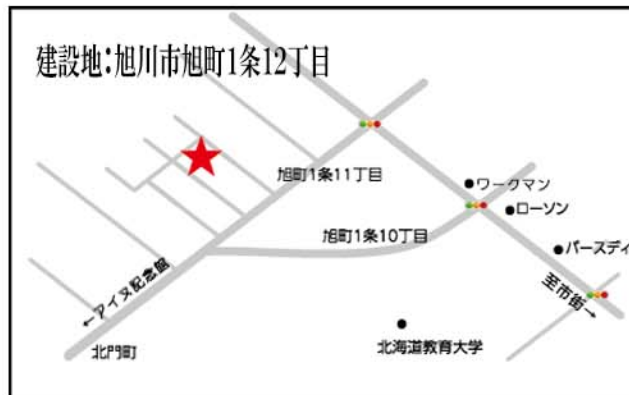 建設地:旭川市旭町1条12丁目
旭町1条11丁目
ワークマン
ローソン
旭町1条10丁目
バースディ
←アイヌ記念館
至市街→
北海道教育大学
北門町